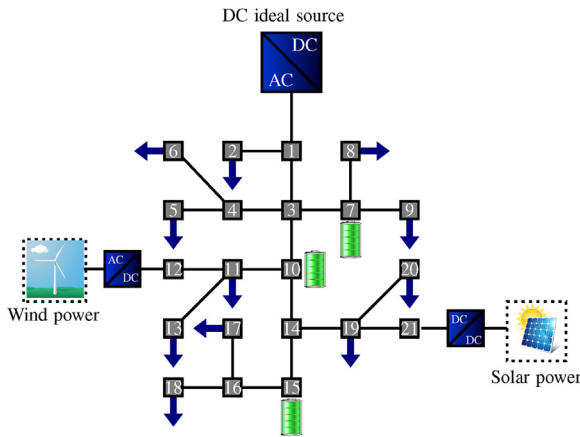 DC ideal source
DC
AC
6 2 1 8
5 4 3 7 9
12 11 10 20
AC
DC
Wind power
13 17 14 19 21
DC
DC
Solar power
18 16 15